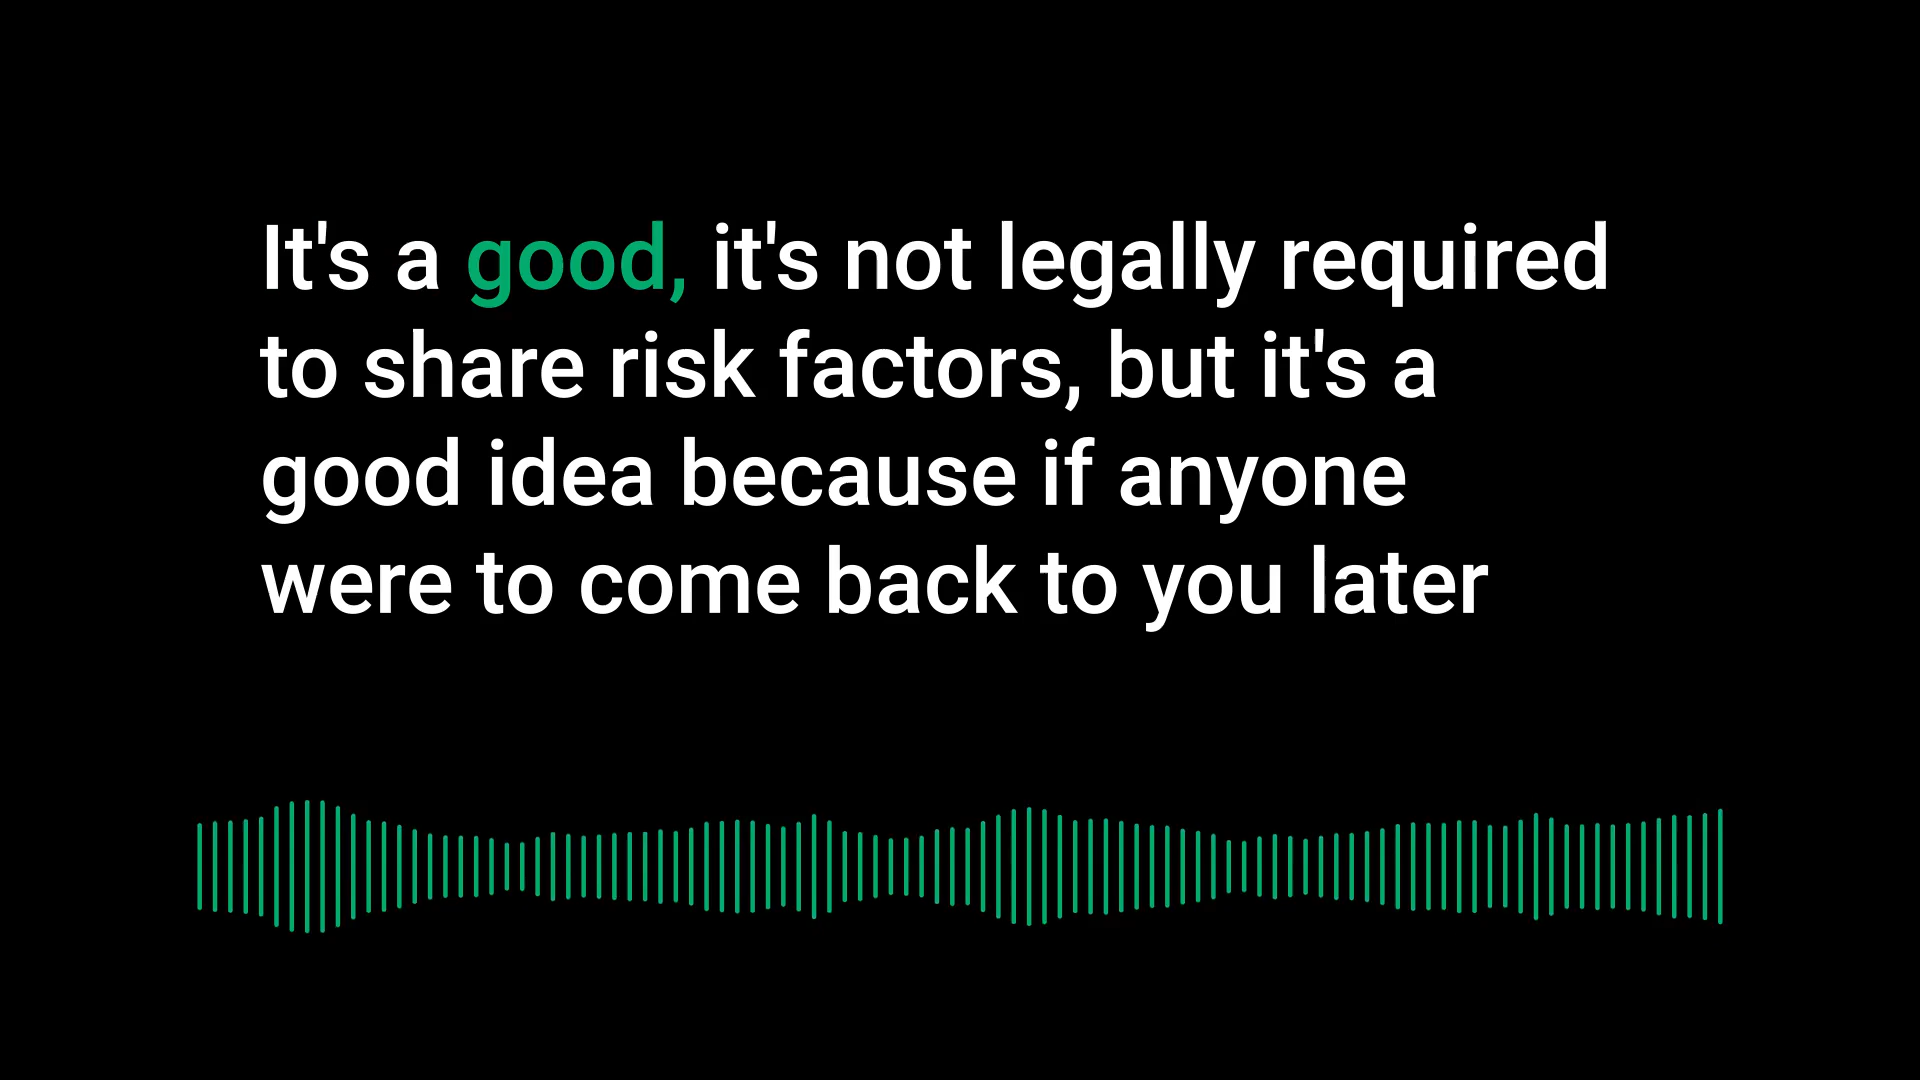 It's a good, it's not legally required
to share risk factors, but it's a
good idea because if anyone
were to come back to you later